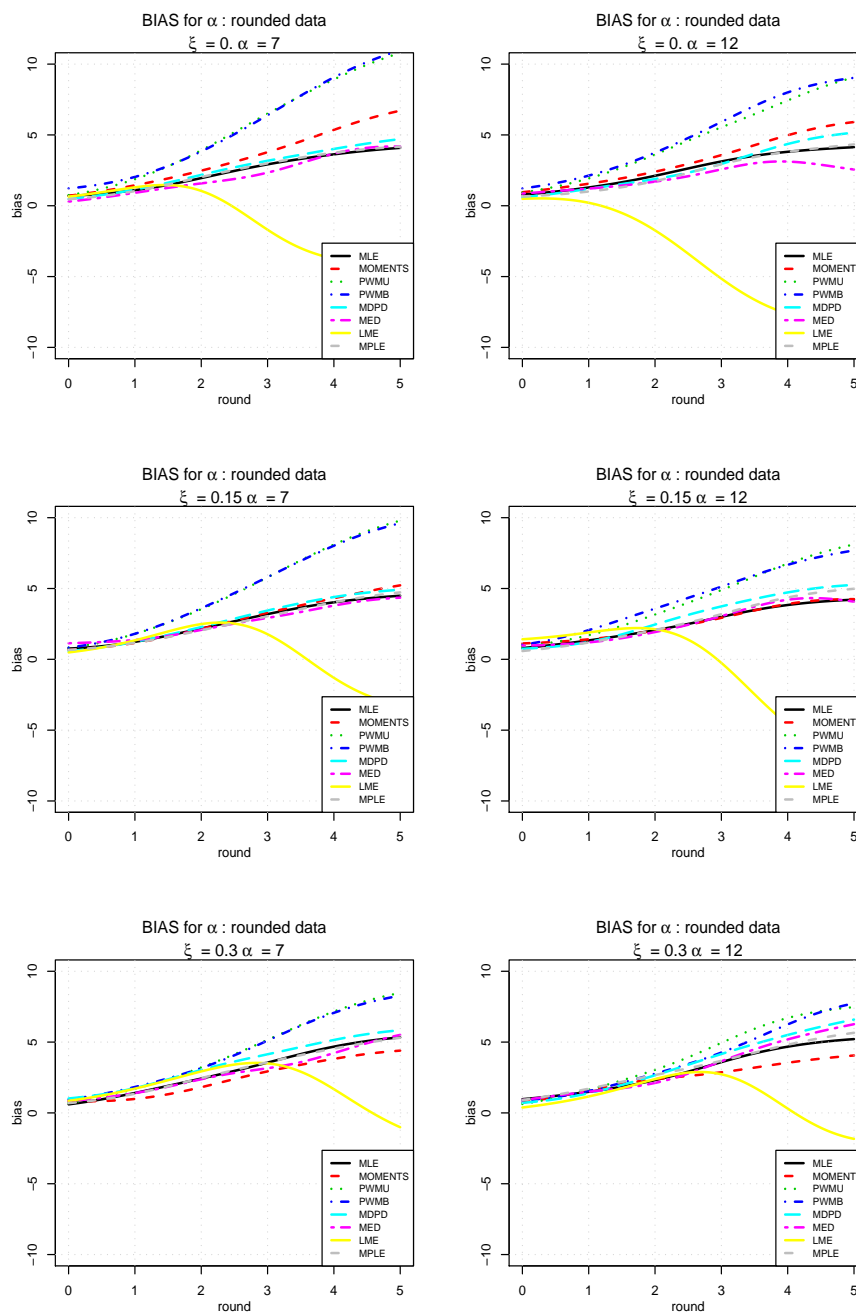 BIAS for α : rounded data
ξ = 0. α = 7
bias
10
5
0
−5
−10
MLE
MOMENTS
PWMU
PWMB
MDPD
MED
LME
MPLE
0 1 2 3 4 5
round
BIAS for α : rounded data
ξ = 0. α = 12
bias
10
5
0
−5
−10
MLE
MOMENTS
PWMU
PWMB
MDPD
MED
LME
MPLE
0 1 2 3 4 5
round
BIAS for α : rounded data
ξ = 0.15 α = 7
bias
10
5
0
−5
−10
MLE
MOMENTS
PWMU
PWMB
MDPD
MED
LME
MPLE
0 1 2 3 4 5
round
BIAS for α : rounded data
ξ = 0.15 α = 12
bias
10
5
0
−5
−10
MLE
MOMENTS
PWMU
PWMB
MDPD
MED
LME
MPLE
0 1 2 3 4 5
round
BIAS for α : rounded data
ξ = 0.3 α = 7
bias
10
5
0
−5
−10
MLE
MOMENTS
PWMU
PWMB
MDPD
MED
LME
MPLE
0 1 2 3 4 5
round
BIAS for α : rounded data
ξ = 0.3 α = 12
bias
10
5
0
−5
−10
MLE
MOMENTS
PWMU
PWMB
MDPD
MED
LME
MPLE
0 1 2 3 4 5
round